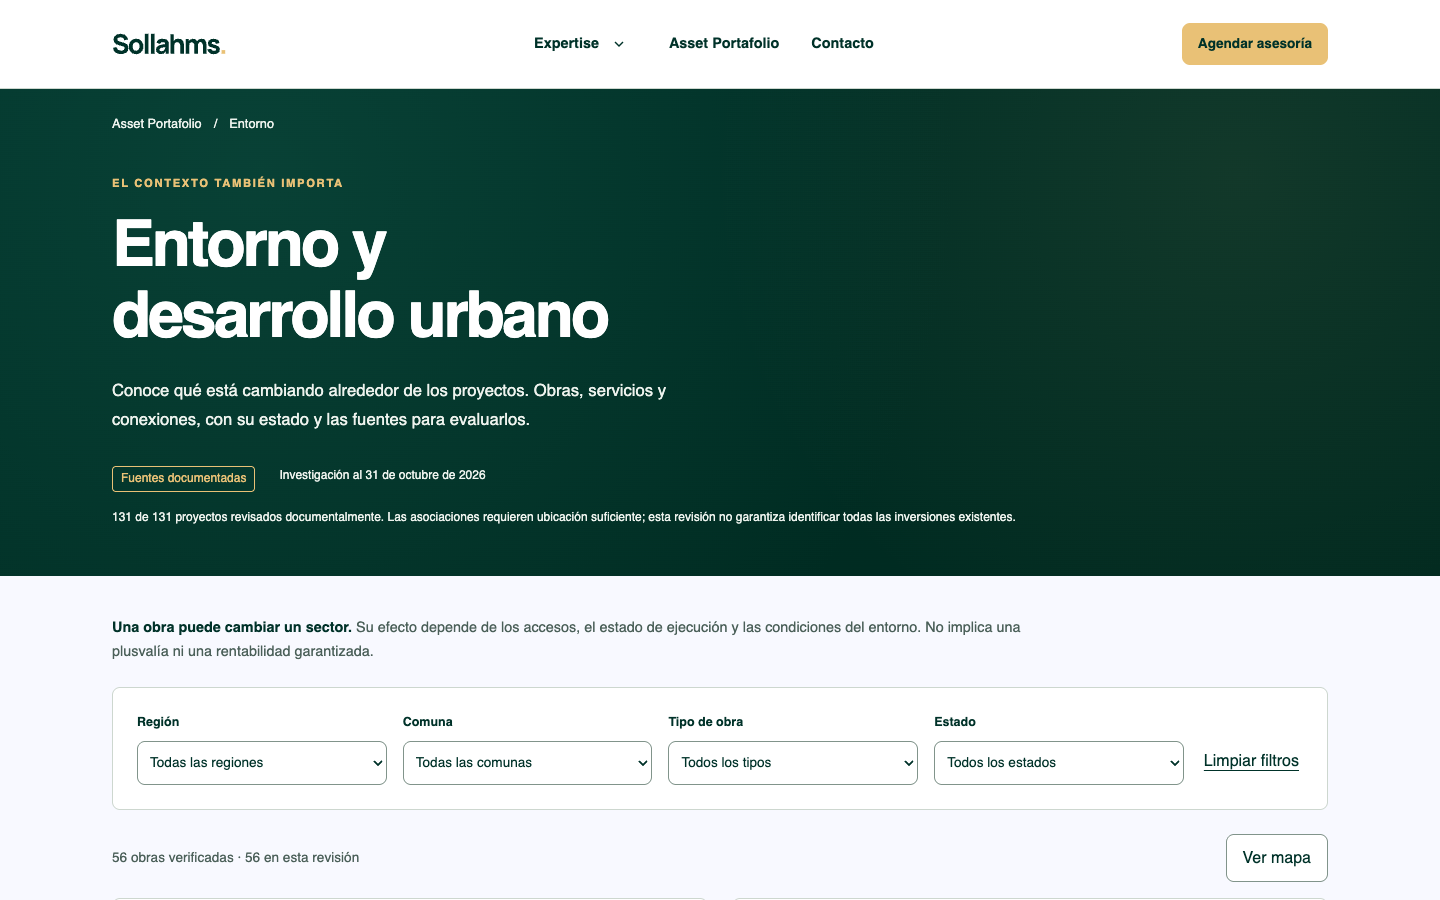 Sollahms.
Expertise
Asset Portafolio
Contacto
Agendar asesoría
Asset Portafolio / Entorno
EL CONTEXTO TAMBIÉN IMPORTA
Entorno y
desarrollo urbano
Conoce qué está cambiando alrededor de los proyectos. Obras, servicios y
conexiones, con su estado y las fuentes para evaluarlos.
Fuentes documentadas
Investigación al 31 de octubre de 2026
131 de 131 proyectos revisados documentalmente. Las asociaciones requieren ubicación suficiente; esta revisión no garantiza identificar todas las inversiones existentes.
Una obra puede cambiar un sector. Su efecto depende de los accesos, el estado de ejecución y las condiciones del entorno. No implica una
plusvalía ni una rentabilidad garantizada.
Región
Comuna
Tipo de obra
Estado
Todas las regiones
Todas las comunas
Todos los tipos
Todos los estados
Limpiar filtros
56 obras verificadas · 56 en esta revisión
Ver mapa